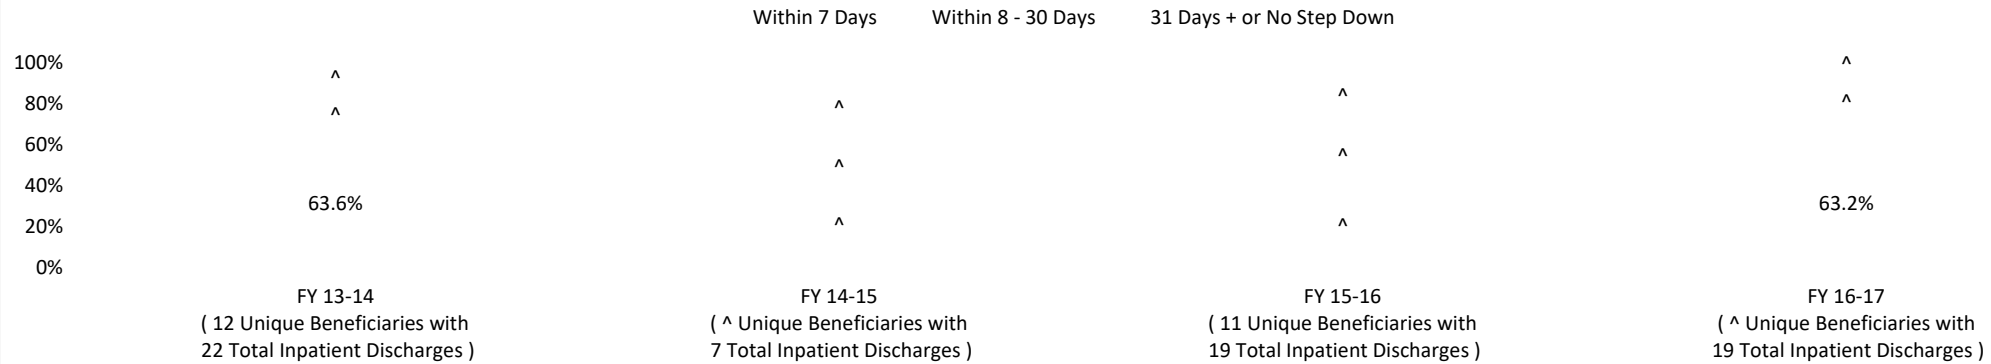 Within 7 Days Within 8 - 30 Days 31 Days + or No Step Down
100%
80%
60%
40%
20%
0%
^ ^ 63.6%
^ ^ ^
^ ^ ^
^ ^ 63.2%
FY 13-14
( 12 Unique Beneficiaries with
22 Total Inpatient Discharges )
FY 14-15
( ^ Unique Beneficiaries with
7 Total Inpatient Discharges )
FY 15-16
( 11 Unique Beneficiaries with
19 Total Inpatient Discharges )
FY 16-17
( ^ Unique Beneficiaries with
19 Total Inpatient Discharges )